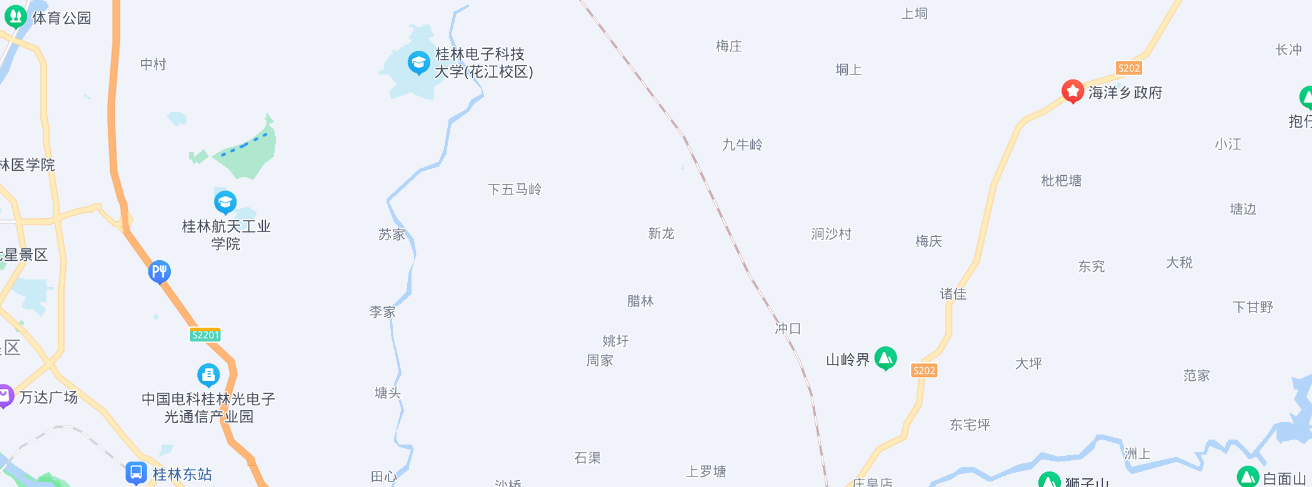 体育公园
上垌
梅庄
长冲
中村
桂林电子科技
大学(花江校区)
垌上
S202
海洋乡政府
抱仔
九牛岭
小江
林医学院
枇杷塘
下五马岭
塘边
桂林航天工业
学院
苏家
新龙
涧沙村
梅庆
星景区
东究
大税
诸佳
腊林
下甘野
李家
冲口
S2201
姚圩
区
周家
山岭界
大坪
S202
范家
万达广场
中国电科桂林光电子
光通信产业园
塘头
东宅坪
洲上
石渠
上罗塘
桂林东站
田心
沙桥
庄阜店
狮子山
白面山